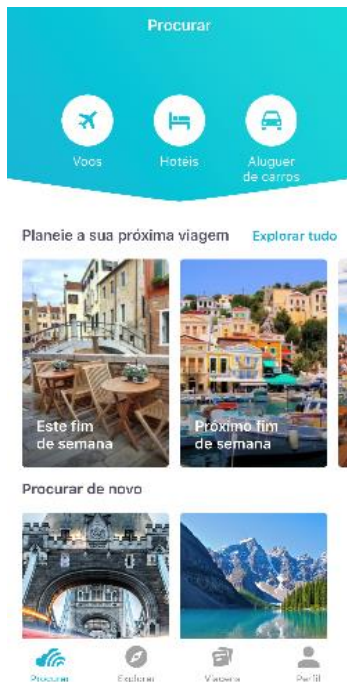 Procurar
Voos
Hotéis
Aluguer
de carros
Planeie a sua próxima viagem
Explorar tudo
Este fim
de semana
Próximo fim
de semana
Procurar de novo
Procurar
Explorar
Viagens
Perfil